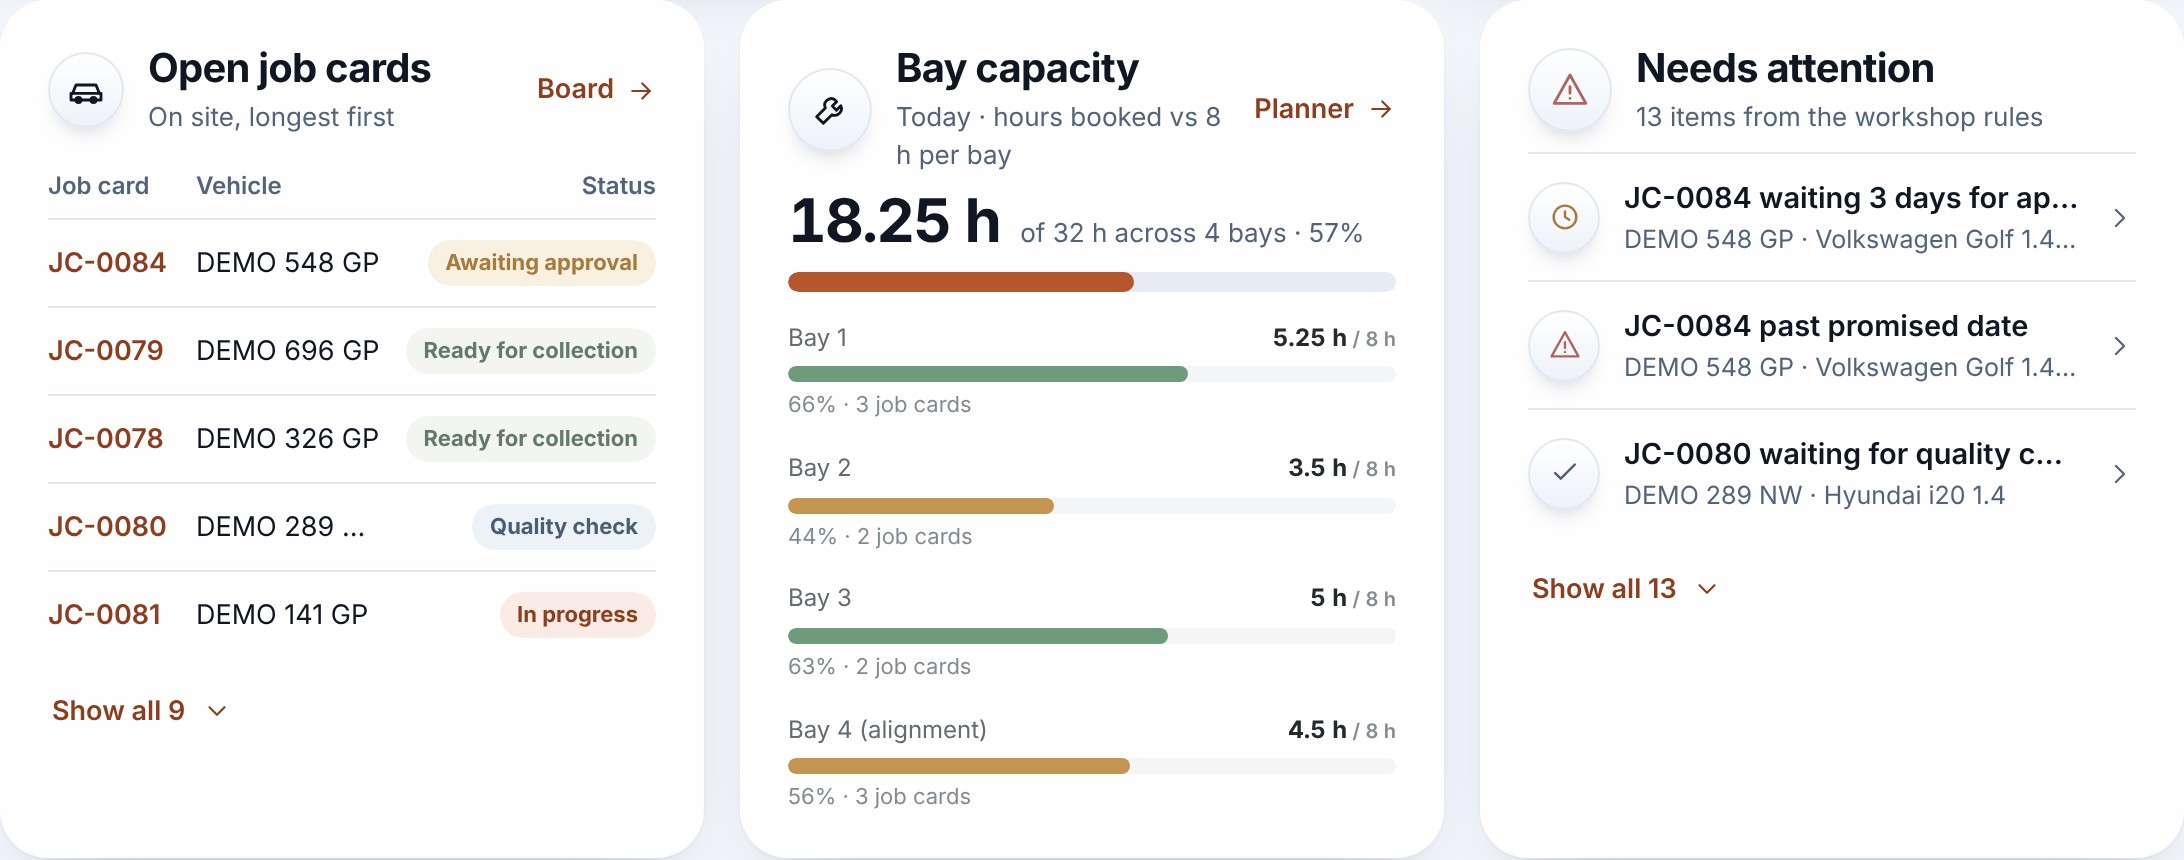 Open job cards
On site, longest first
Board
Job card Vehicle Status
JC-0084 DEMO 548 GP Awaiting approval
JC-0079 DEMO 696 GP Ready for collection
JC-0078 DEMO 326 GP Ready for collection
JC-0080 DEMO 289 ... Quality check
JC-0081 DEMO 141 GP In progress
Show all 9
Bay capacity
Today · hours booked vs 8
h per bay
Planner
18.25 h of 32 h across 4 bays · 57%
Bay 1 5.25 h / 8 h
66% · 3 job cards
Bay 2 3.5 h / 8 h
44% · 2 job cards
Bay 3 5 h / 8 h
63% · 2 job cards
Bay 4 (alignment) 4.5 h / 8 h
56% · 3 job cards
Needs attention
13 items from the workshop rules
JC-0084 waiting 3 days for ap...
DEMO 548 GP · Volkswagen Golf 1.4...
JC-0084 past promised date
DEMO 548 GP · Volkswagen Golf 1.4...
JC-0080 waiting for quality c...
DEMO 289 NW · Hyundai i20 1.4
Show all 13